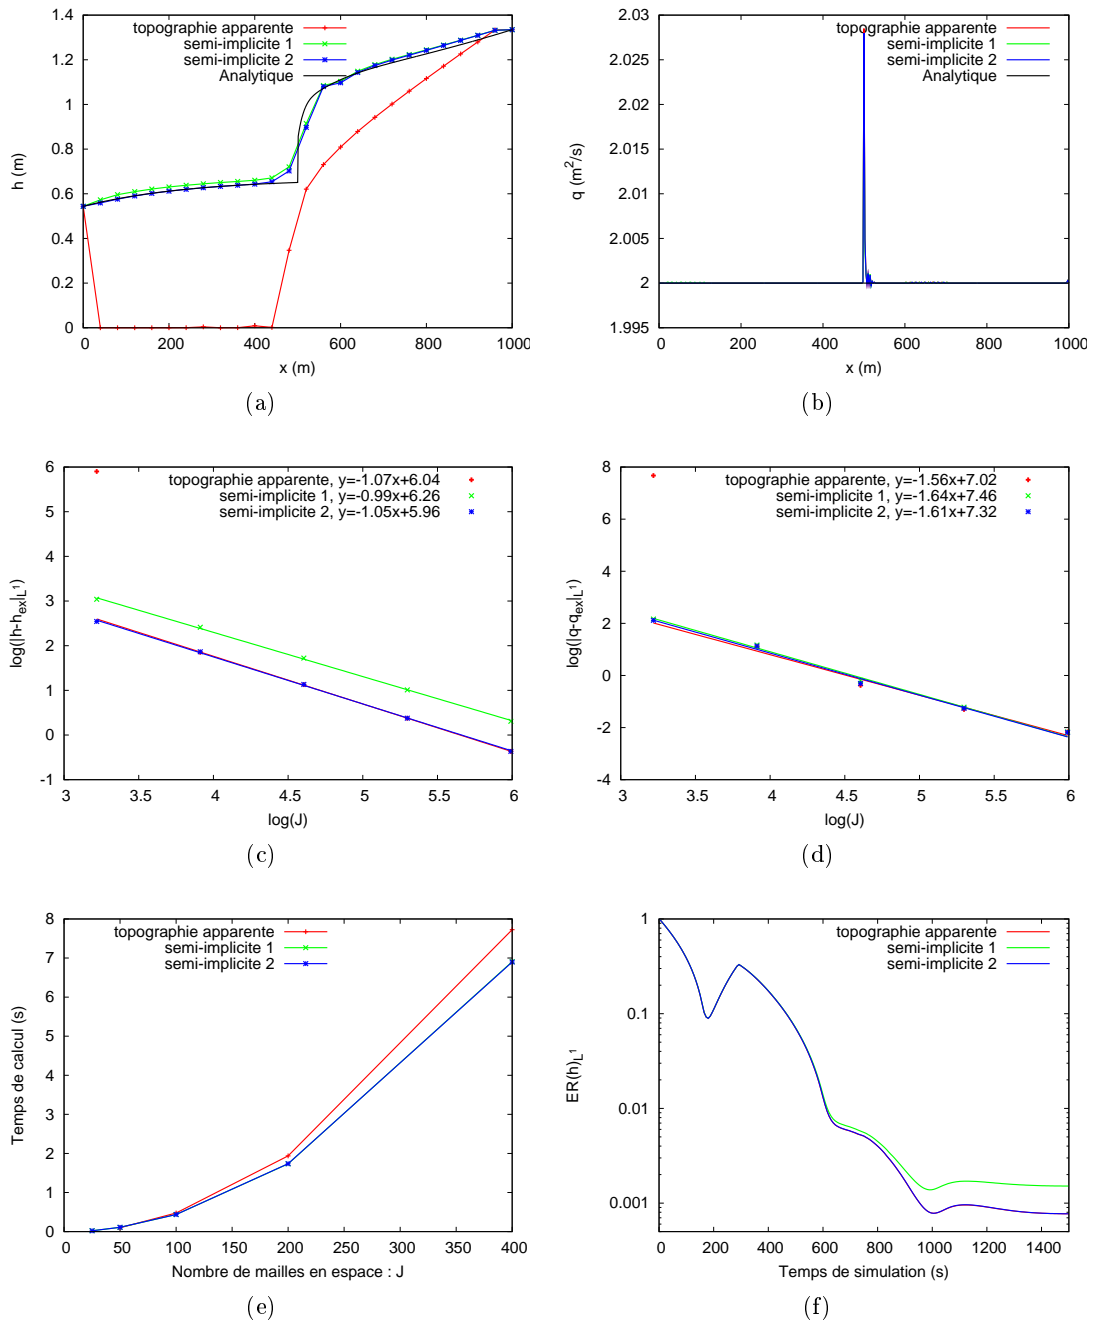 topographie apparente
semi-implicite 1
semi-implicite 2
Analytique
h (m)
1.4
1.2
1
0.8
0.6
0.4
0.2
0
0 200 400 600 800 1000
x (m)
(a)
topographie apparente
semi-implicite 1
semi-implicite 2
Analytique
q (m²/s)
2.03
2.025
2.02
2.015
2.01
2.005
2
1.995
0 200 400 600 800 1000
x (m)
(b)
topographie apparente, y=-1.07x+6.04
semi-implicite 1, y=-0.99x+6.26
semi-implicite 2, y=-1.05x+5.96
log(|h-h_ex|_L¹)
6
5
4
3
2
1
0
-1
3 3.5 4 4.5 5 5.5 6
log(J)
(c)
topographie apparente, y=-1.56x+7.02
semi-implicite 1, y=-1.64x+7.46
semi-implicite 2, y=-1.61x+7.32
log(|q-q_ex|_L¹)
8
6
4
2
0
-2
-4
3 3.5 4 4.5 5 5.5 6
log(J)
(d)
topographie apparente
semi-implicite 1
semi-implicite 2
Temps de calcul (s)
8
7
6
5
4
3
2
1
0
0 50 100 150 200 250 300 350 400
Nombre de mailles en espace : J
(e)
topographie apparente
semi-implicite 1
semi-implicite 2
ER(h)_L¹
1
0.1
0.01
0.001
0 200 400 600 800 1000 1200 1400
Temps de simulation (s)
(f)